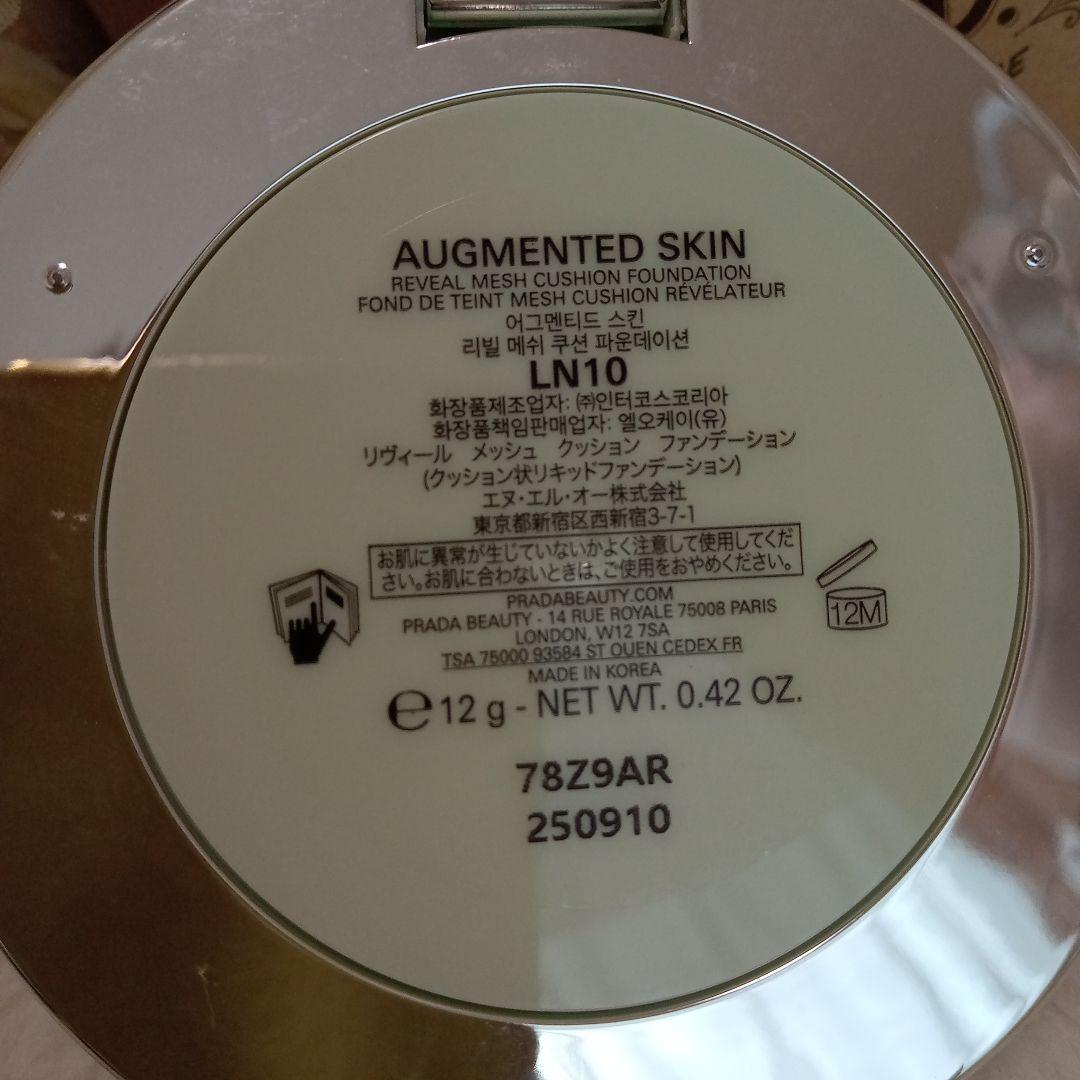 AUGMENTED SKIN
REVEAL MESH CUSHION FOUNDATION
FOND DE TEINT MESH CUSHION RÉVÉLATEUR
어그멘티드 스킨
리빌 메쉬 쿠션 파운데이션
LN10
화장품제조업자: ㈜인터코스코리아
화장품책임판매업자: 엘오케이(유)
リヴィール メッシュ クッション ファンデーション
(クッション状リキッドファンデーション)
エヌ・エル・オー株式会社
東京都新宿区西新宿3-7-1
お肌に異常が生じていないかよく注意して使用してくだ
さい。お肌に合わないときは、ご使用をおやめください。
PRADABEAUTY.COM
PRADA BEAUTY - 14 RUE ROYALE 75008 PARIS
LONDON, W12 7SA
TSA 75000 93584 ST OUEN CEDEX FR
MADE IN KOREA
12M
℮ 12 g - NET WT. 0.42 OZ.
78Z9AR
250910